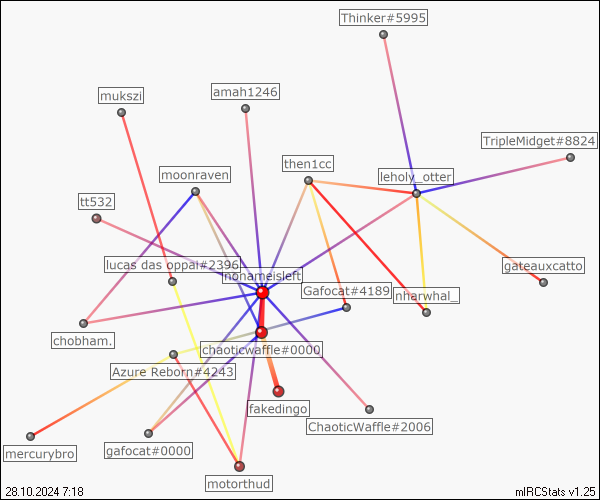 Thinker#5995
mukszi
amah1246
TripleMidget#8824
then1cc
moonraven
leholy_otter
tt532
lucas das oppai#2396
nonameisleft
gateauxcatto
Gafocat#4189
nharwhal_
chobham.
chaoticwaffle#0000
Azure Reborn#4243
fakedingo
ChaoticWaffle#2006
mercurybro
gafocat#0000
motorthud
28.10.2024 7:18
mIRCStats v1.25